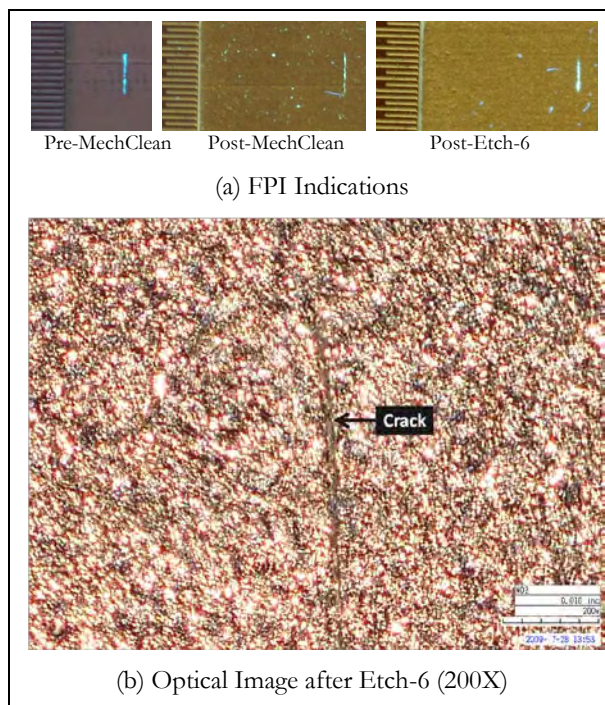 Pre-MechClean Post-MechClean Post-Etch-6
(a) FPI Indications
Crack
0.010 inc
200x
2009- 7-28 13:53
(b) Optical Image after Etch-6 (200X)